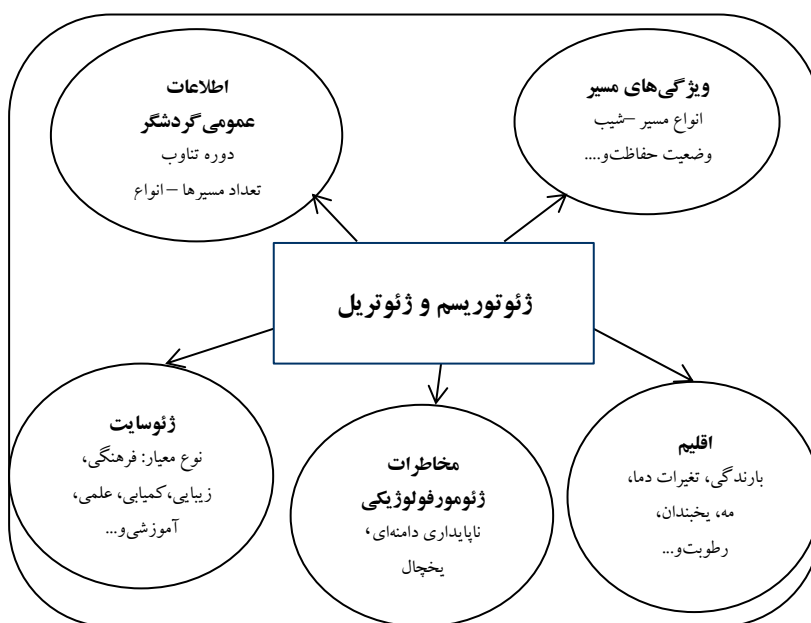 ویژگی‌های مسیر
انواع مسیر –شیب
وضعیت حفاظت‌و....
اطلاعات
عمومی‌گردشگر
دوره تناوب
تعداد مسیرها – انواع
ژئوتوریسم و ژئوتریل
اقلیم
بارندگی، تغیرات دما،
مه، یخبندان،
رطوبت‌و...
مخاطرات
ژئومورفولوژیکی
ناپایداری دامنه‌ای،
یخچال
ژئوسایت
نوع معیار: فرهنگی،
زیبایی،کمیابی، علمی،
آموزشی‌و...